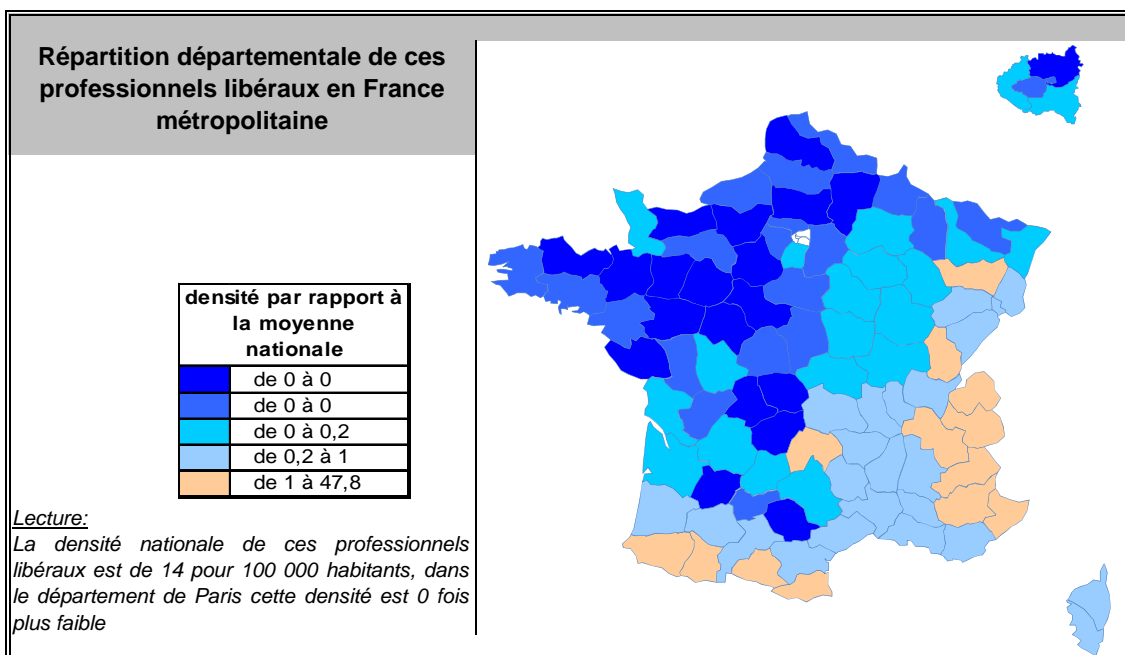 Répartition départementale de ces
professionnels libéraux en France
métropolitaine
densité par rapport à
la moyenne
nationale
de 0 à 0
de 0 à 0
de 0 à 0,2
de 0,2 à 1
de 1 à 47,8
Lecture:
La densité nationale de ces professionnels
libéraux est de 14 pour 100 000 habitants, dans
le département de Paris cette densité est 0 fois
plus faible